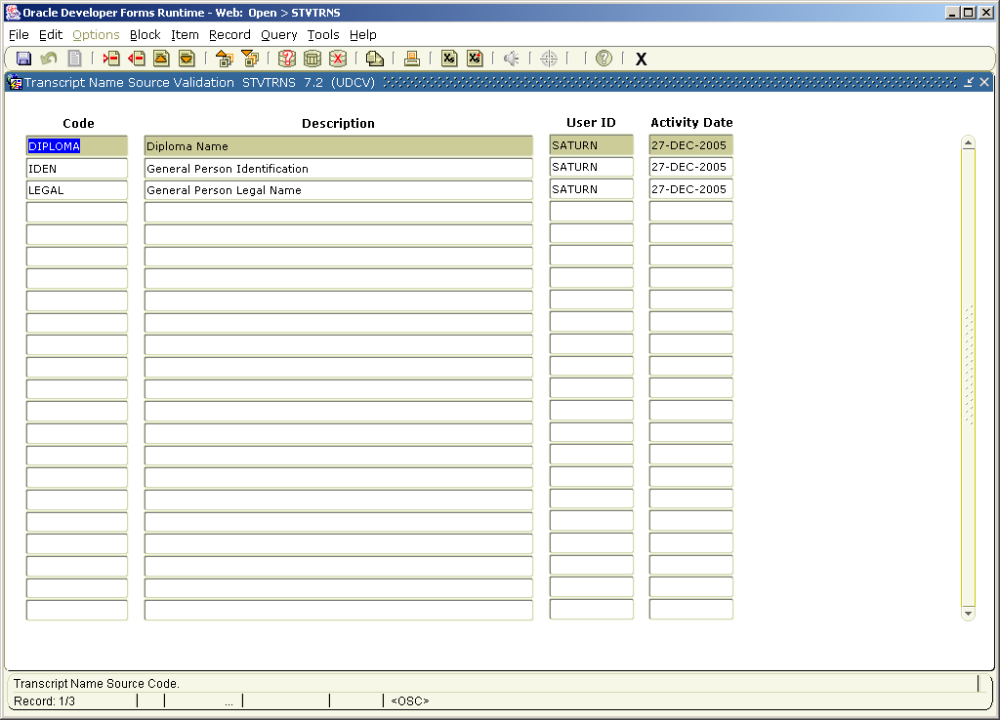 Oracle Developer Forms Runtime - Web: Open > STVTRNS
File Edit Options Block Item Record Query Tools Help
X
Transcript Name Source Validation STVTRNS 7.2 (UDCV)
Code Description User ID Activity Date
DIPLOMA Diploma Name SATURN 27-DEC-2005
IDEN General Person Identification SATURN 27-DEC-2005
LEGAL General Person Legal Name SATURN 27-DEC-2005
Transcript Name Source Code.
Record: 1/3 ... <OSC>